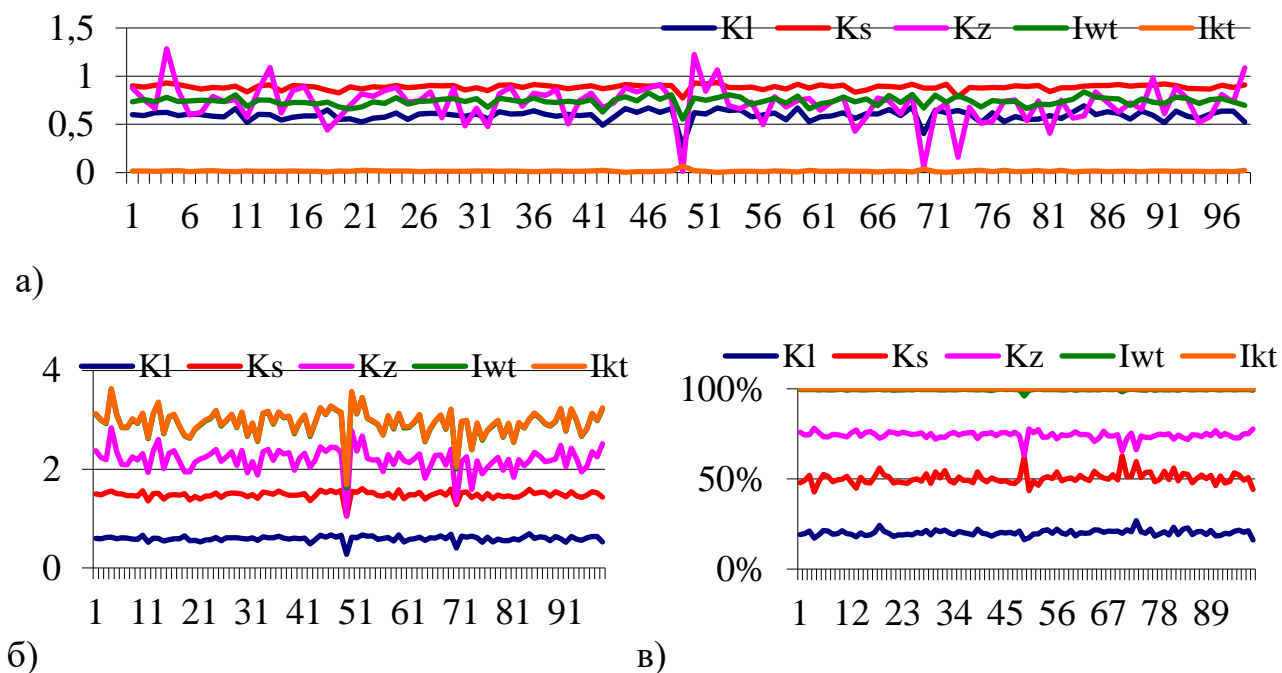 1,5
Kl Ks Kz Iwt Ikt
1
0,5
0
1 6 11 16 21 26 31 36 41 46 51 56 61 66 71 76 81 86 91 96
а)
Kl Ks Kz Iwt Ikt
4
2
0
1 11 21 31 41 51 61 71 81 91
б)
Kl Ks Kz Iwt Ikt
100%
50%
0%
1 12 23 34 45 56 67 78 89
в)